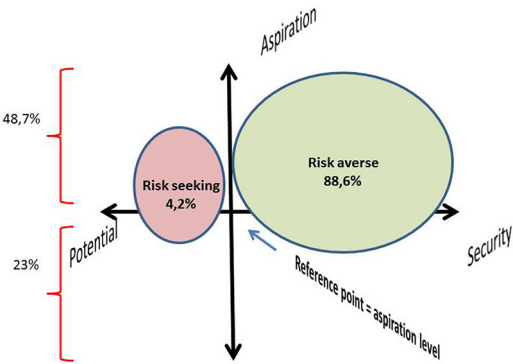 Aspiration
48,7%
Risk seeking
4,2%
Risk averse
88,6%
Potential
Security
23%
Reference point = aspiration level